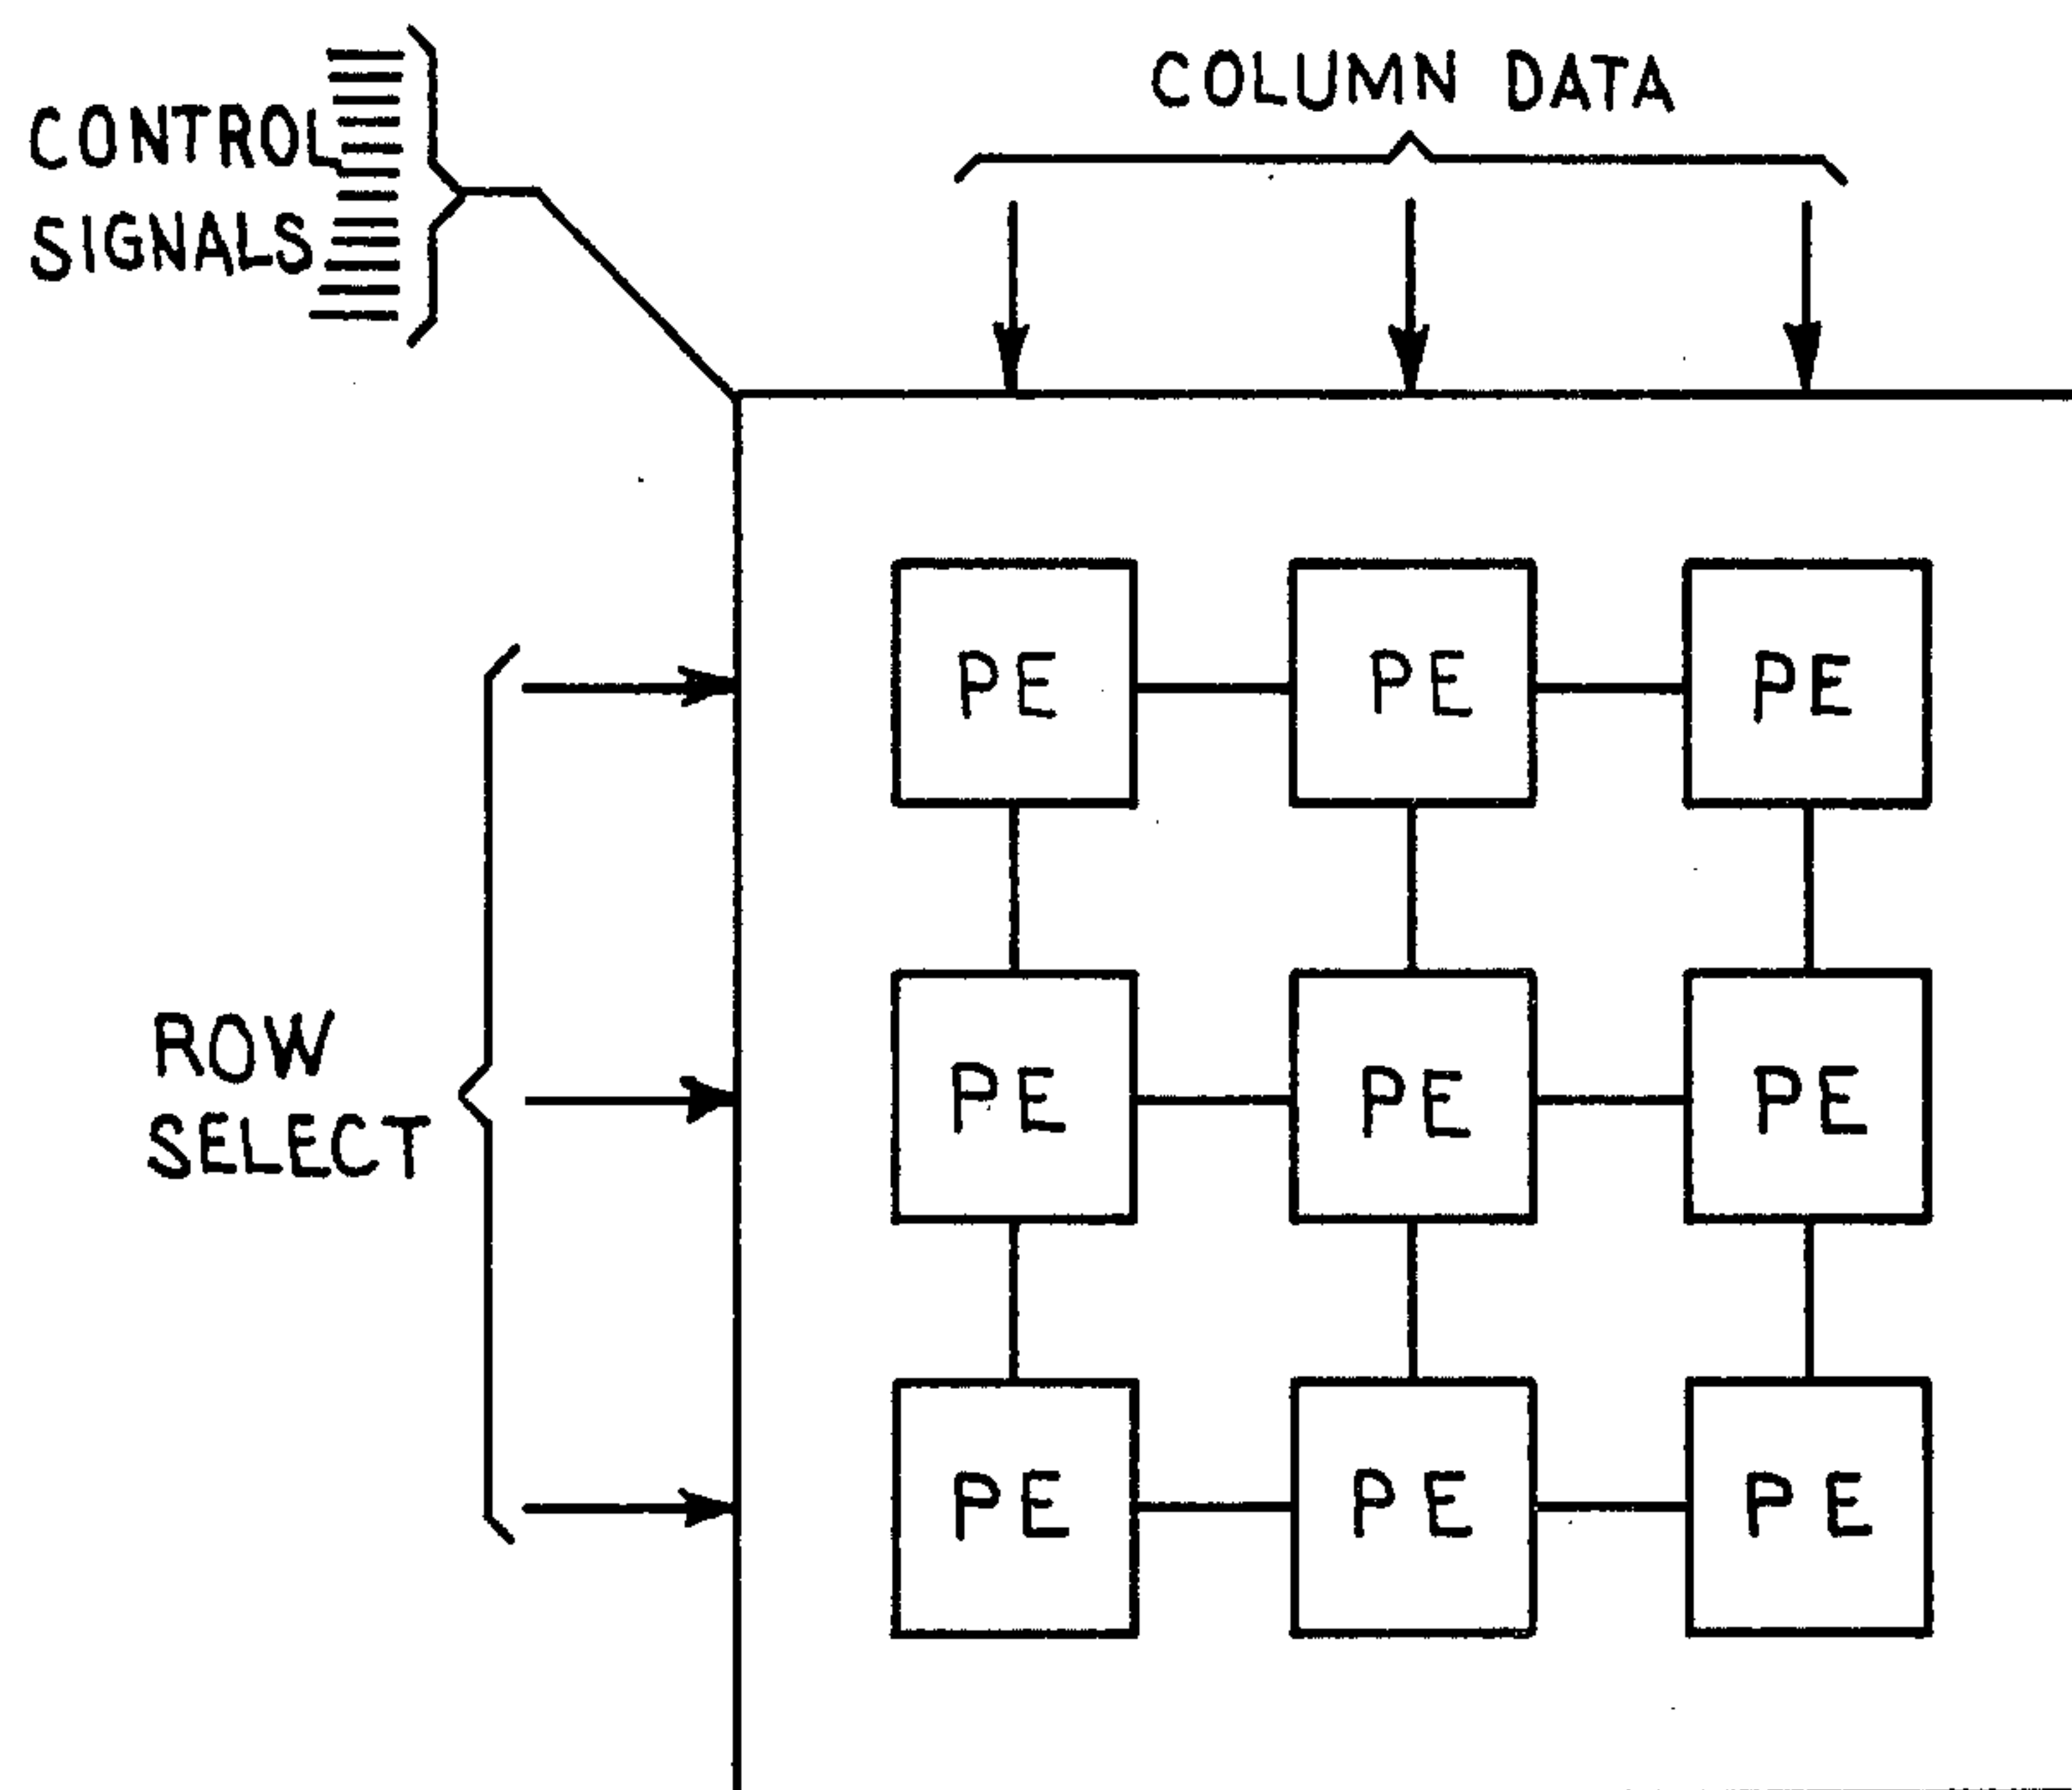 CONTROL
SIGNALS
COLUMN DATA
PE PE PE
ROW
SELECT
PE PE PE
PE PE PE